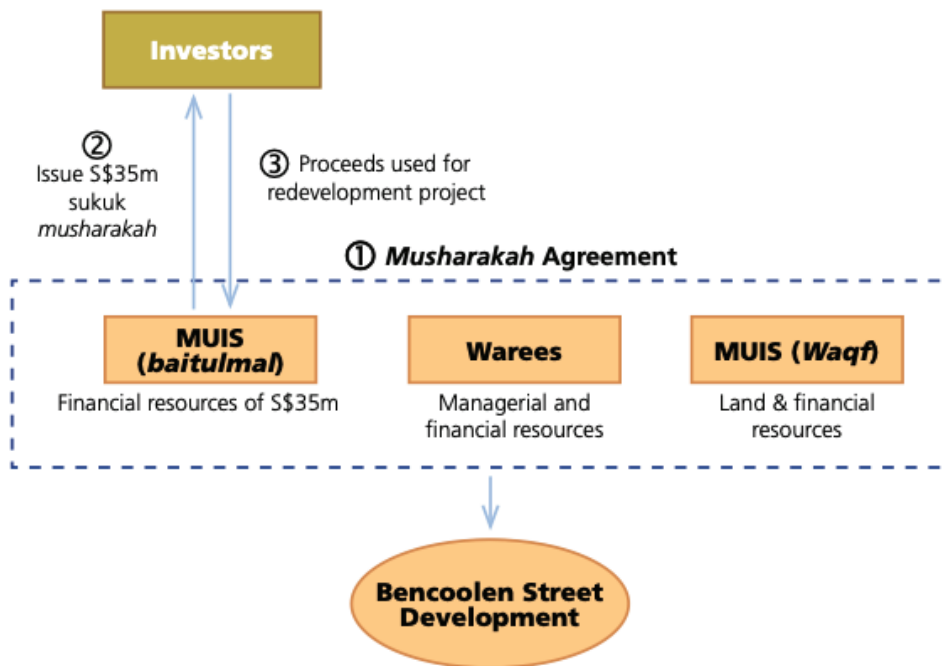 Investors
② Issue S$35m
sukuk
musharakah
③ Proceeds used for
redevelopment project
① Musharakah Agreement
MUIS
(baitulmal)
Financial resources of S$35m
Warees
Managerial and
financial resources
MUIS (Waqf)
Land & financial
resources
Bencoolen Street
Development